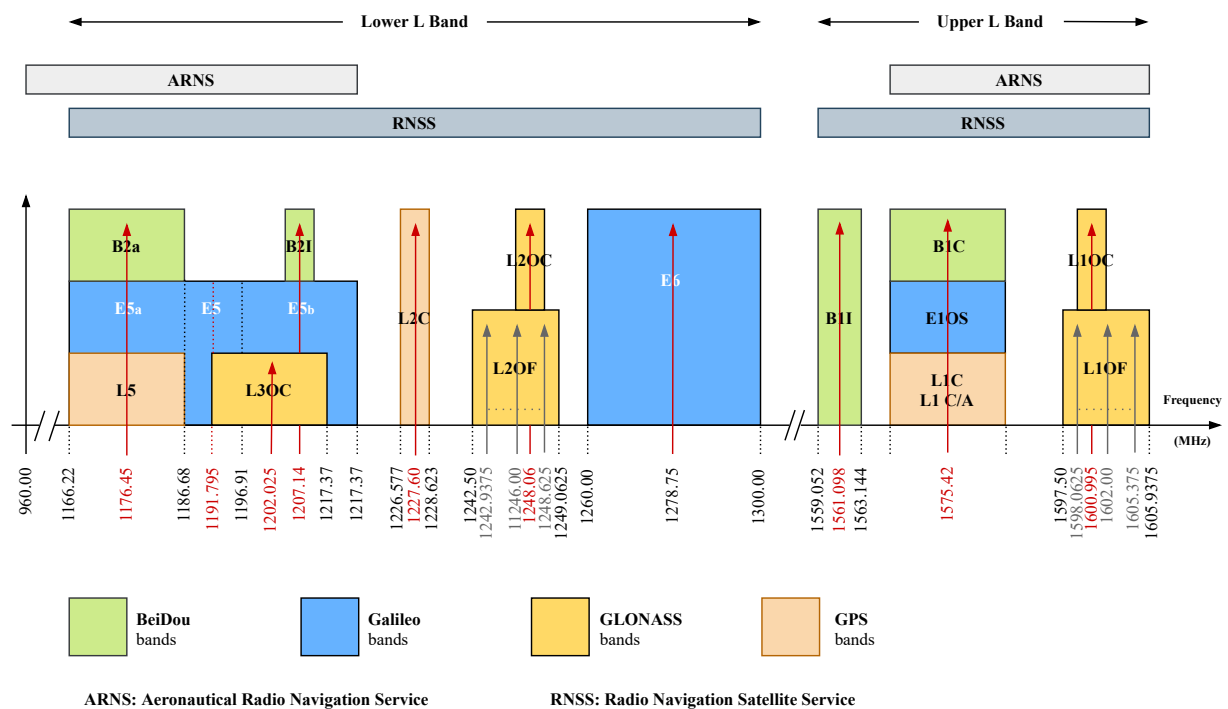 Lower L Band
Upper L Band
ARNS
ARNS
RNSS
RNSS
B2a
B2I
L2OC
B1C
L1OC
E5a
E5
E5b
E6
L2C
B1I
E1OS
L2OF
L1OF
L5
L3OC
L1C
L1 C/A
Frequency
(MHz)
960.00
1166.22
1176.45
1186.68
1191.795
1196.91
1202.025
1207.14
1217.37
1217.37
1226.577
1227.60
1228.623
1242.50
1242.9375
11246.00
1248.06
1248.625
1249.0625
1260.00
1278.75
1300.00
1559.052
1561.098
1563.144
1575.42
1597.50
1598.0625
1600.995
1602.00
1605.375
1605.9375
BeiDou
bands
Galileo
bands
GLONASS
bands
GPS
bands
ARNS: Aeronautical Radio Navigation Service
RNSS: Radio Navigation Satellite Service